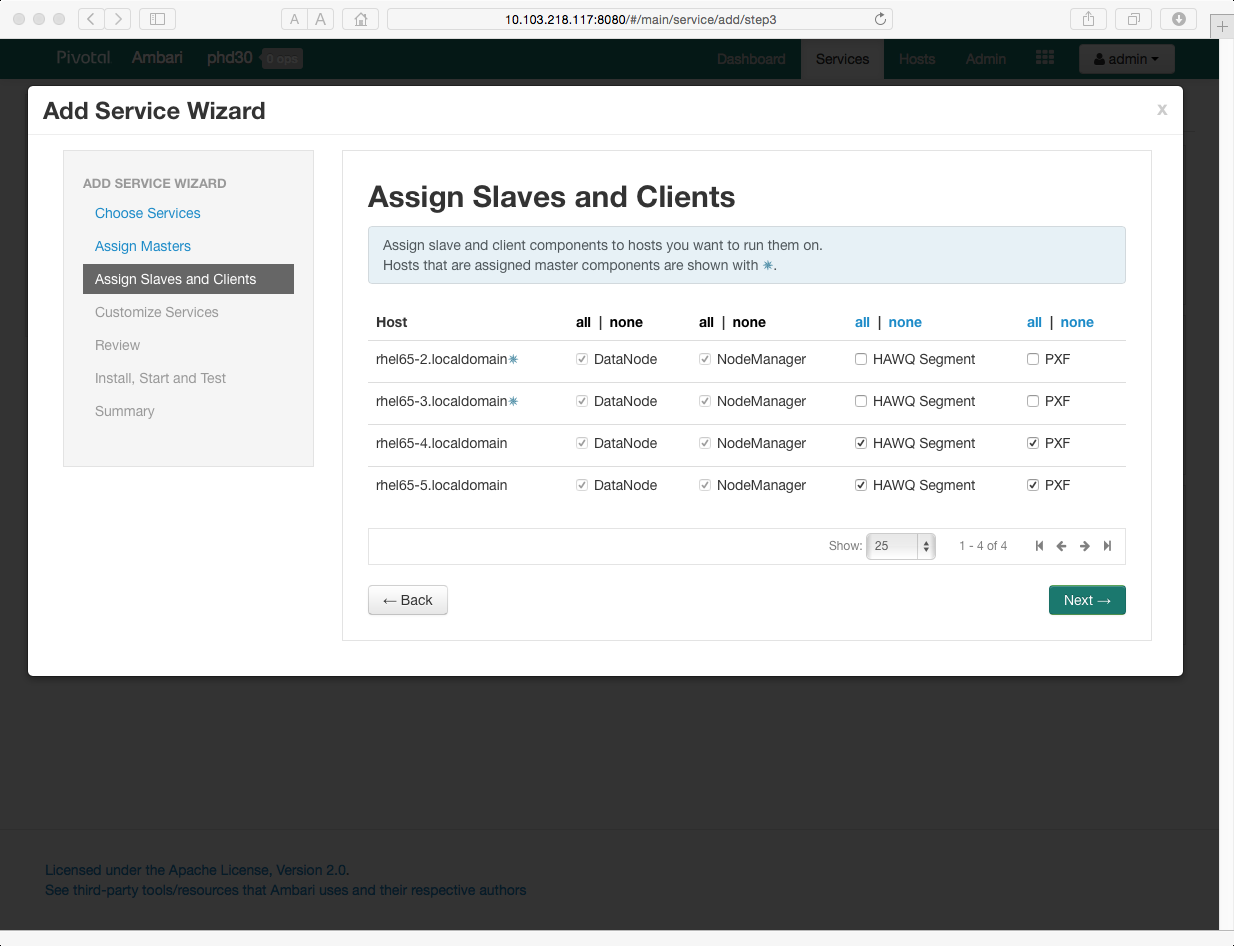 A A 10.103.218.117:8080/#/main/service/add/step3
Pivotal Ambari phd30 0 ops Dashboard Services Hosts Admin admin
Add Service Wizard x
ADD SERVICE WIZARD
Choose Services
Assign Masters
Assign Slaves and Clients
Customize Services
Review
Install, Start and Test
Summary
Assign Slaves and Clients
Assign slave and client components to hosts you want to run them on.
Hosts that are assigned master components are shown with ✷.
Host all | none all | none all | none all | none
rhel65-2.localdomain✷ DataNode NodeManager HAWQ Segment PXF
rhel65-3.localdomain✷ DataNode NodeManager HAWQ Segment PXF
rhel65-4.localdomain DataNode NodeManager HAWQ Segment PXF
rhel65-5.localdomain DataNode NodeManager HAWQ Segment PXF
Show: 25 1 - 4 of 4
← Back Next →
Licensed under the Apache License, Version 2.0.
See third-party tools/resources that Ambari uses and their respective authors